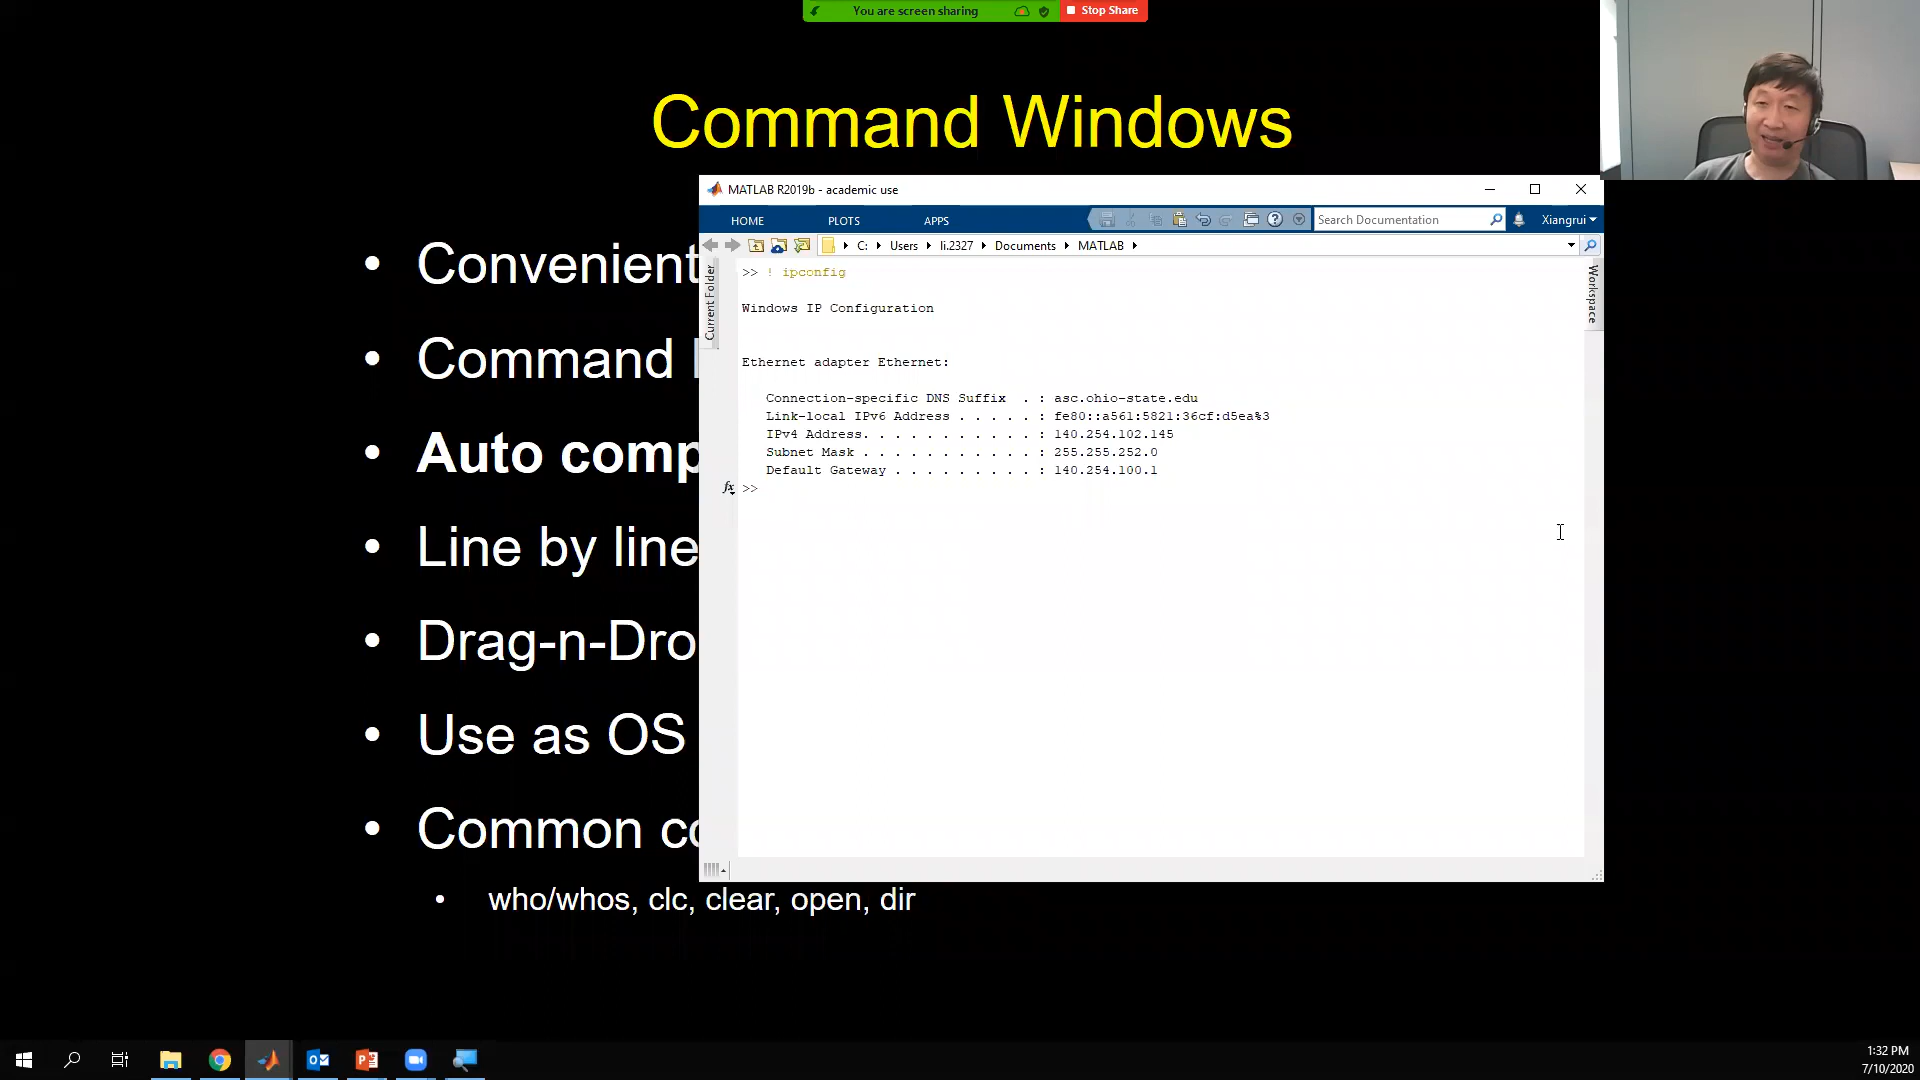 You are screen sharing
Stop Share
Command Windows
MATLAB R2019b - academic use
HOME PLOTS APPS
Search Documentation
Xiangrui
C: Users li.2327 Documents MATLAB
Current Folder
Workspace
>> ! ipconfig
Windows IP Configuration
Ethernet adapter Ethernet:
Connection-specific DNS Suffix . : asc.ohio-state.edu
Link-local IPv6 Address . . . . . : fe80::a561:5821:36cf:d5ea%3
IPv4 Address. . . . . . . . . . . : 140.254.102.145
Subnet Mask . . . . . . . . . . . : 255.255.252.0
Default Gateway . . . . . . . . . : 140.254.100.1
fx >>
• Convenient
• Command
• Auto comp
• Line by line
• Drag-n-Dro
• Use as OS
• Common co
• who/whos, clc, clear, open, dir
1:32 PM
7/10/2020